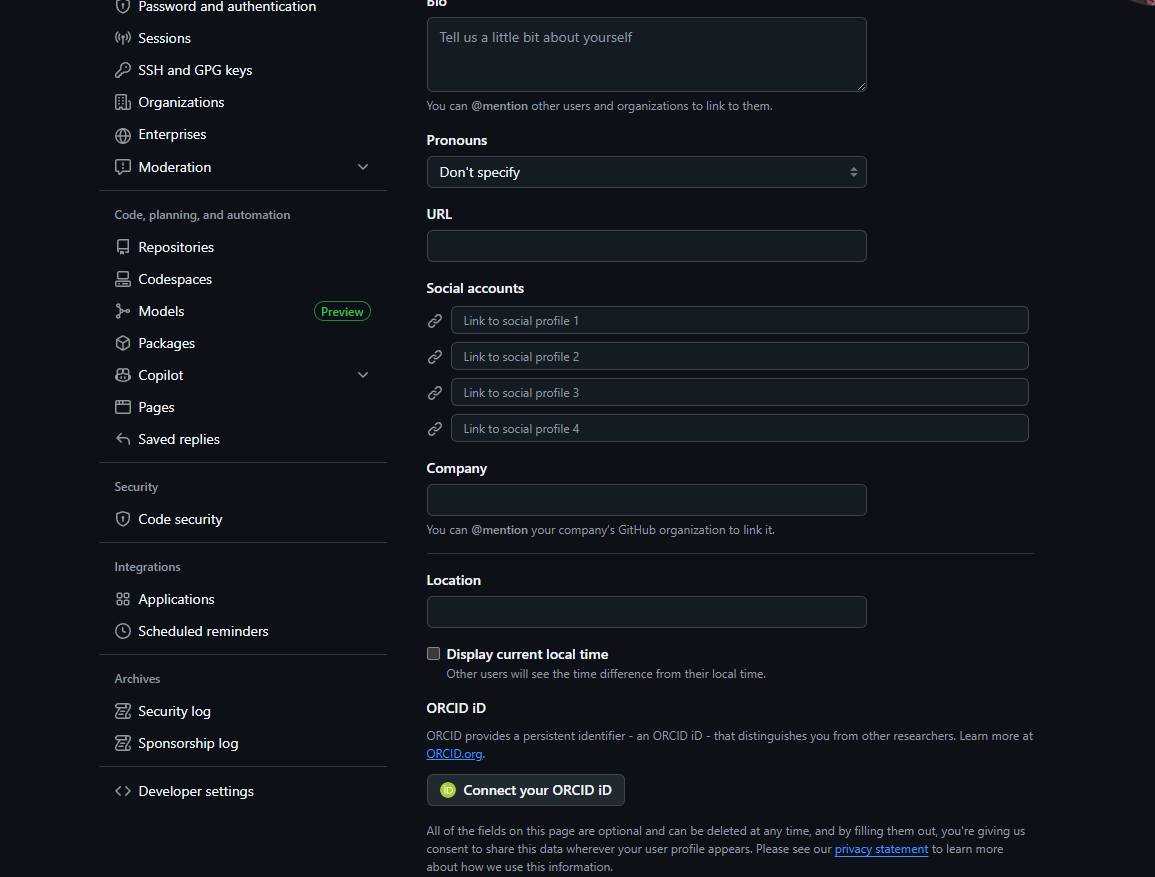 Password and authentication
Sessions
SSH and GPG keys
Organizations
Enterprises
Moderation
Code, planning, and automation
Repositories
Codespaces
Models
Preview
Packages
Copilot
Pages
Saved replies
Security
Code security
Integrations
Applications
Scheduled reminders
Archives
Security log
Sponsorship log
Developer settings
Bio
Tell us a little bit about yourself
You can @mention other users and organizations to link to them.
Pronouns
Don't specify
URL
Social accounts
Link to social profile 1
Link to social profile 2
Link to social profile 3
Link to social profile 4
Company
You can @mention your company's GitHub organization to link it.
Location
Display current local time
Other users will see the time difference from their local time.
ORCID iD
ORCID provides a persistent identifier - an ORCID iD - that distinguishes you from other researchers. Learn more at
ORCID.org.
iD Connect your ORCID iD
All of the fields on this page are optional and can be deleted at any time, and by filling them out, you're giving us
consent to share this data wherever your user profile appears. Please see our privacy statement to learn more
about how we use this information.